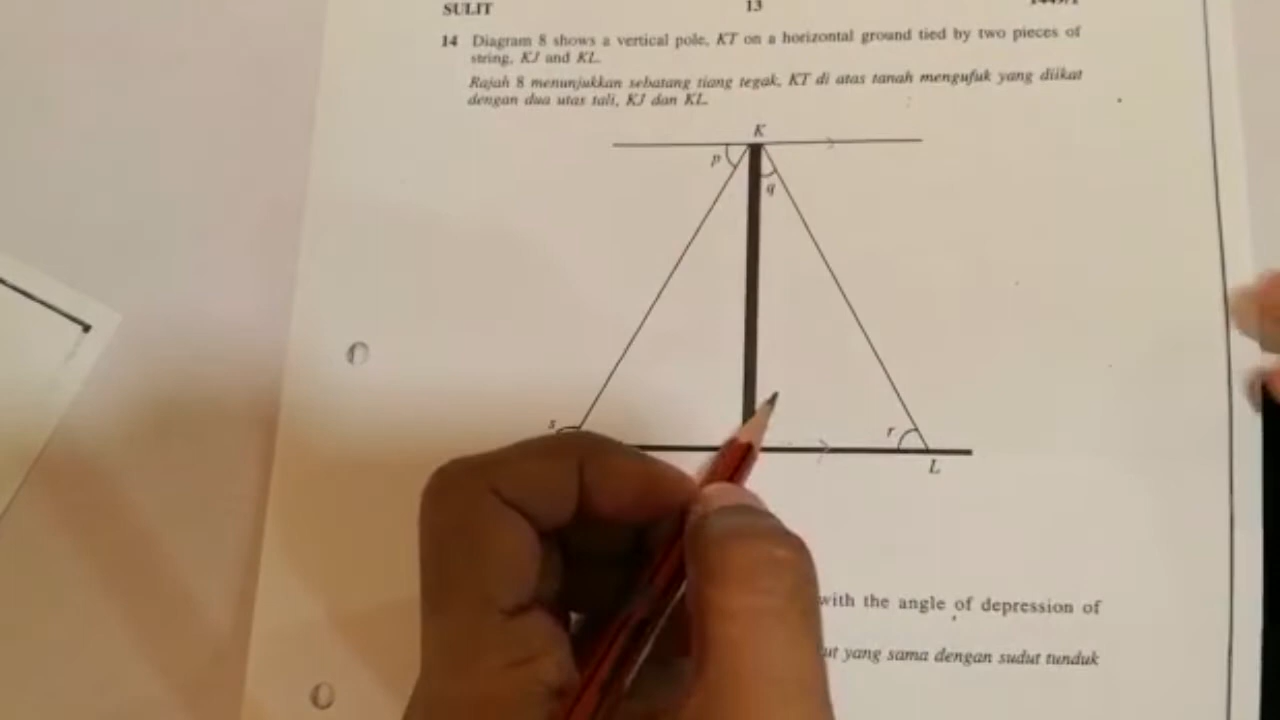 SULIT
13
14 Diagram 8 shows a vertical pole, KT on a horizontal ground tied by two pieces of
string, KJ and KL.
Rajah 8 menunjukkan sebatang tiang tegak, KT di atas tanah mengufuk yang diikat
dengan dua utas tali, KJ dan KL.
K
p
q
s
r
L
with the angle of depression of
yang sama dengan sudut tunduk